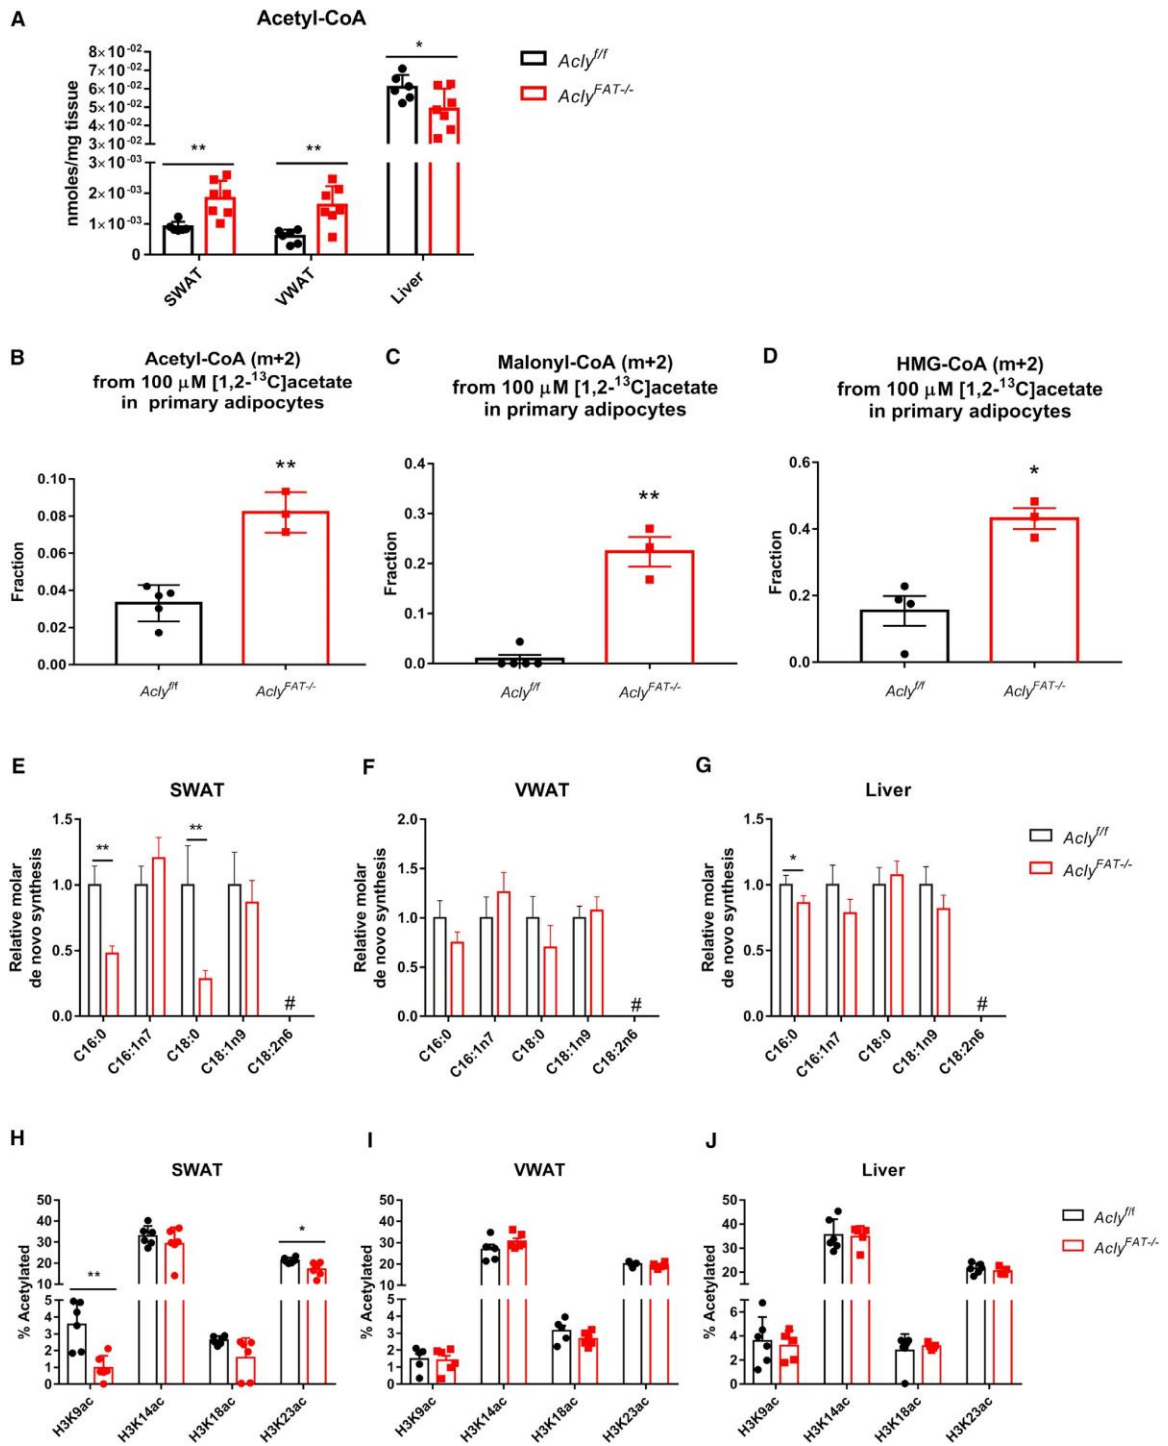 A
Acetyl-CoA
nmoles/mg tissue
8×10⁻⁰²
7×10⁻⁰²
6×10⁻⁰²
5×10⁻⁰²
4×10⁻⁰²
3×10⁻⁰²
3×10⁻⁰³
2×10⁻⁰³
1×10⁻⁰³
0
**
**
*
SWAT
VWAT
Liver
Acly^f/f
Acly^FAT-/-
B
Acetyl-CoA (m+2)
from 100 µM [1,2-¹³C]acetate
in primary adipocytes
Fraction
0.10
0.08
0.06
0.04
0.02
0.00
**
Acly^f/f
Acly^FAT-/-
C
Malonyl-CoA (m+2)
from 100 µM [1,2-¹³C]acetate
in primary adipocytes
Fraction
0.4
0.3
0.2
0.1
0.0
**
Acly^f/f
Acly^FAT-/-
D
HMG-CoA (m+2)
from 100 µM [1,2-¹³C]acetate
in primary adipocytes
Fraction
0.6
0.4
0.2
0.0
*
Acly^f/f
Acly^FAT-/-
E
SWAT
Relative molar
de novo synthesis
1.5
1.0
0.5
0.0
**
**
#
C16:0
C16:1n7
C18:0
C18:1n9
C18:2n6
F
VWAT
Relative molar
de novo synthesis
2.0
1.5
1.0
0.5
0.0
#
C16:0
C16:1n7
C18:0
C18:1n9
C18:2n6
G
Liver
Relative molar
de novo synthesis
1.5
1.0
0.5
0.0
*
#
C16:0
C16:1n7
C18:0
C18:1n9
C18:2n6
Acly^f/f
Acly^FAT-/-
H
SWAT
% Acetylated
50
40
30
20
10
5
4
3
2
1
0
**
*
H3K9ac
H3K14ac
H3K18ac
H3K23ac
I
VWAT
% Acetylated
50
40
30
20
10
5
4
3
2
1
0
H3K9ac
H3K14ac
H3K18ac
H3K23ac
J
Liver
% Acetylated
50
40
30
20
6
4
2
0
H3K9ac
H3K14ac
H3K18ac
H3K23ac
Acly^f/f
Acly^FAT-/-